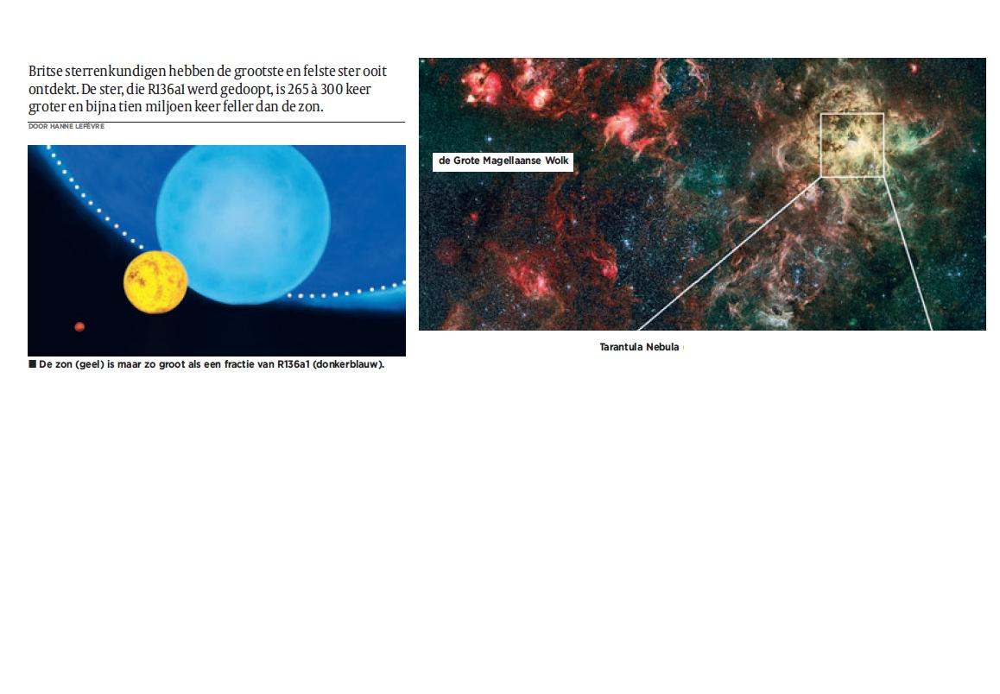 Britse sterrenkundigen hebben de grootste en felste ster ooit
ontdekt. De ster, die R136a1 werd gedoopt, is 265 à 300 keer
groter en bijna tien miljoen keer feller dan de zon.
DOOR HANNE LEFÈVRE
■ De zon (geel) is maar zo groot als een fractie van R136a1 (donkerblauw).
de Grote Magellaanse Wolk
Tarantula Nebula